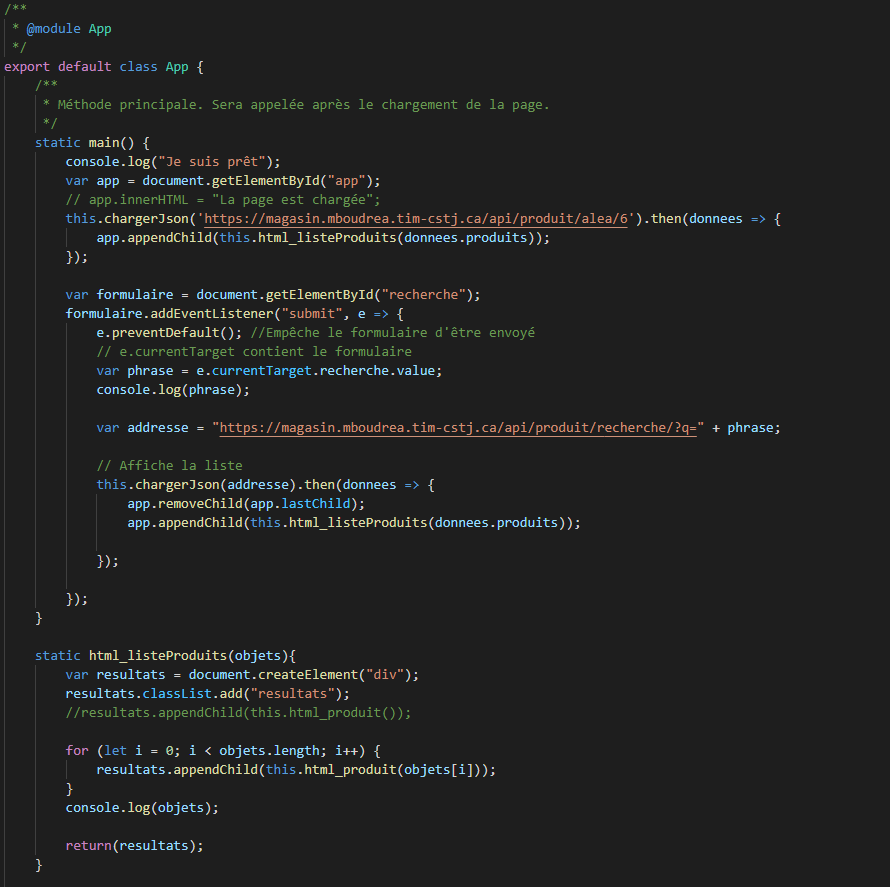 /**
 * @module App
 */
export default class App {
    /**
     * Méthode principale. Sera appelée après le chargement de la page.
     */
    static main() {
        console.log("Je suis prêt");
        var app = document.getElementById("app");
        // app.innerHTML = "La page est chargée";
        this.chargerJson('https://magasin.mboudrea.tim-cstj.ca/api/produit/alea/6').then(donnees => {
            app.appendChild(this.html_listeProduits(donnees.produits));
        });

        var formulaire = document.getElementById("recherche");
        formulaire.addEventListener("submit", e => {
            e.preventDefault(); //Empêche le formulaire d'être envoyé
            // e.currentTarget contient le formulaire
            var phrase = e.currentTarget.recherche.value;
            console.log(phrase);

            var addresse = "https://magasin.mboudrea.tim-cstj.ca/api/produit/recherche/?q=" + phrase;

            // Affiche la liste
            this.chargerJson(addresse).then(donnees => {
                app.removeChild(app.lastChild);
                app.appendChild(this.html_listeProduits(donnees.produits));

            });

        });
    }

    static html_listeProduits(objets){
        var resultats = document.createElement("div");
        resultats.classList.add("resultats");
        //resultats.appendChild(this.html_produit());

        for (let i = 0; i < objets.length; i++) {
            resultats.appendChild(this.html_produit(objets[i]));
        }
        console.log(objets);

        return(resultats);
    }